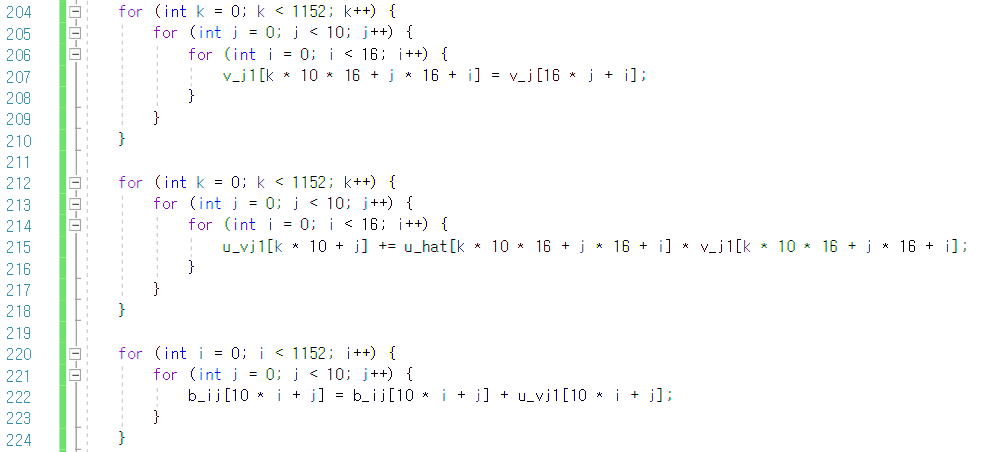 204 for (int k = 0; k < 1152; k++) {
205 for (int j = 0; j < 10; j++) {
206 for (int i = 0; i < 16; i++) {
207 v_j1[k * 10 * 16 + j * 16 + i] = v_j[16 * j + i];
208 }
209 }
210 }
211
212 for (int k = 0; k < 1152; k++) {
213 for (int j = 0; j < 10; j++) {
214 for (int i = 0; i < 16; i++) {
215 u_vj1[k * 10 + j] += u_hat[k * 10 * 16 + j * 16 + i] * v_j1[k * 10 * 16 + j * 16 + i];
216 }
217 }
218 }
219
220 for (int i = 0; i < 1152; i++) {
221 for (int j = 0; j < 10; j++) {
222 b_ij[10 * i + j] = b_ij[10 * i + j] + u_vj1[10 * i + j];
223 }
224 }